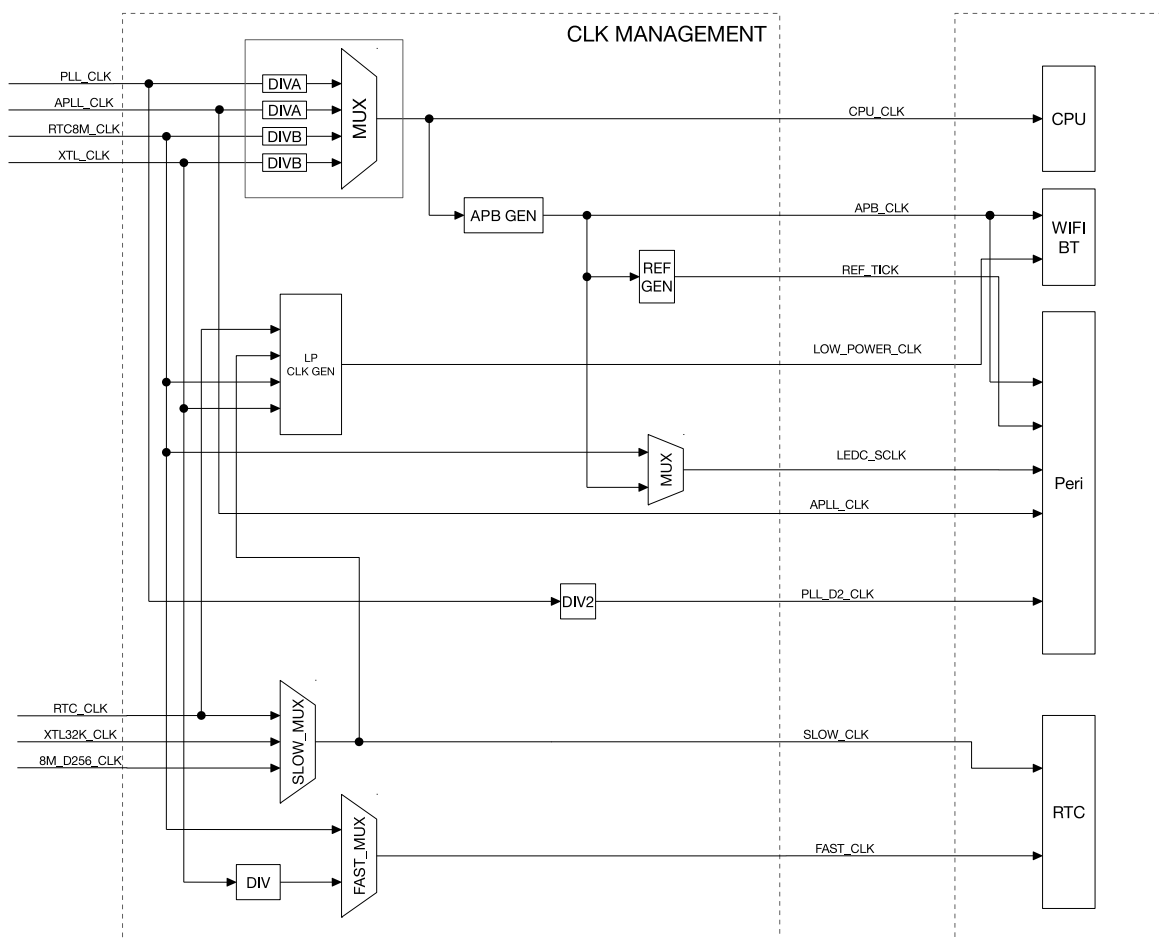 CLK MANAGEMENT
PLL_CLK
DIVA
APLL_CLK
DIVA
RTC8M_CLK
DIVB
XTL_CLK
DIVB
MUX
CPU_CLK
CPU
APB GEN
APB_CLK
WIFI
BT
REF
GEN
REF_TICK
LP
CLK GEN
LOW_POWER_CLK
MUX
LEDC_SCLK
Peri
APLL_CLK
DIV2
PLL_D2_CLK
RTC_CLK
XTL32K_CLK
8M_D256_CLK
SLOW_MUX
SLOW_CLK
RTC
FAST_MUX
FAST_CLK
DIV